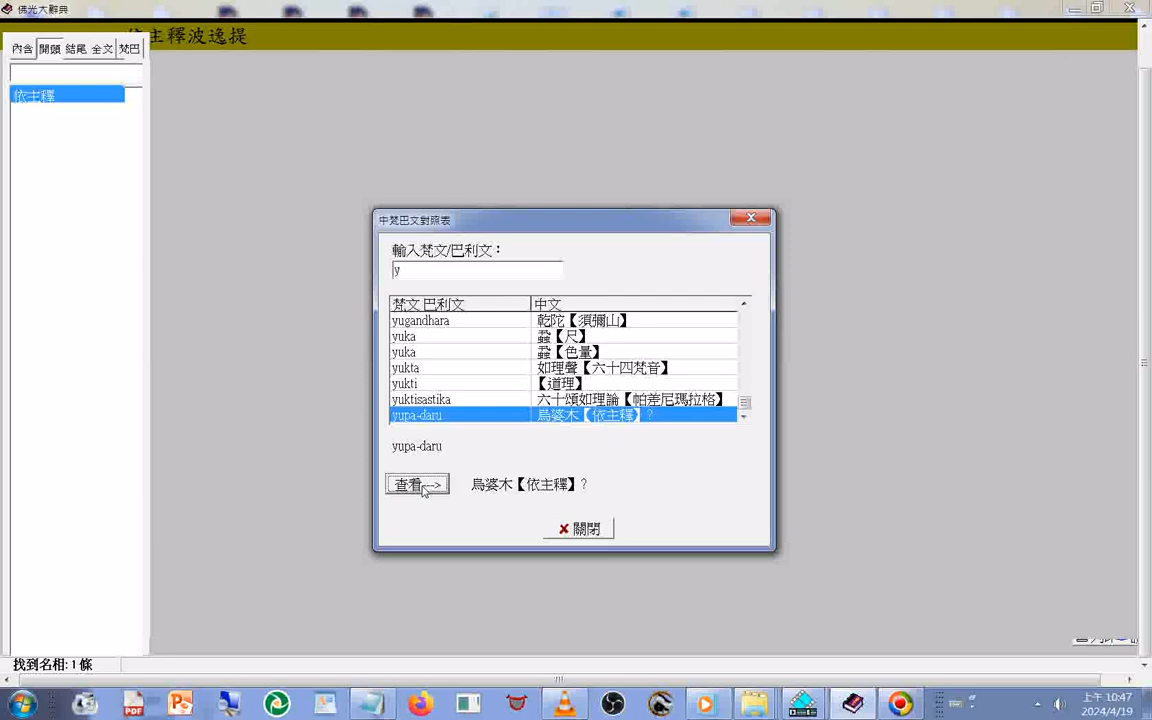 佛光大辭典
依主釋波逸提
內含 開頭 結尾 全文 梵巴
依主釋
中梵巴文對照表
輸入梵文/巴利文：
y
梵文 巴利文 中文
yugandhara 乾陀【須彌山】
yuka 蝨【尺】
yuka 蝨【色量】
yukta 如理聲【六十四梵音】
yukti 【道理】
yuktisastika 六十頌如理論【帕差尼瑪拉格】
yupa-daru 烏婆木【依主釋】?
yupa-daru
查看--> 烏婆木【依主釋】?
關閉
找到名相: 1 條
上午 10:47
2024/4/19